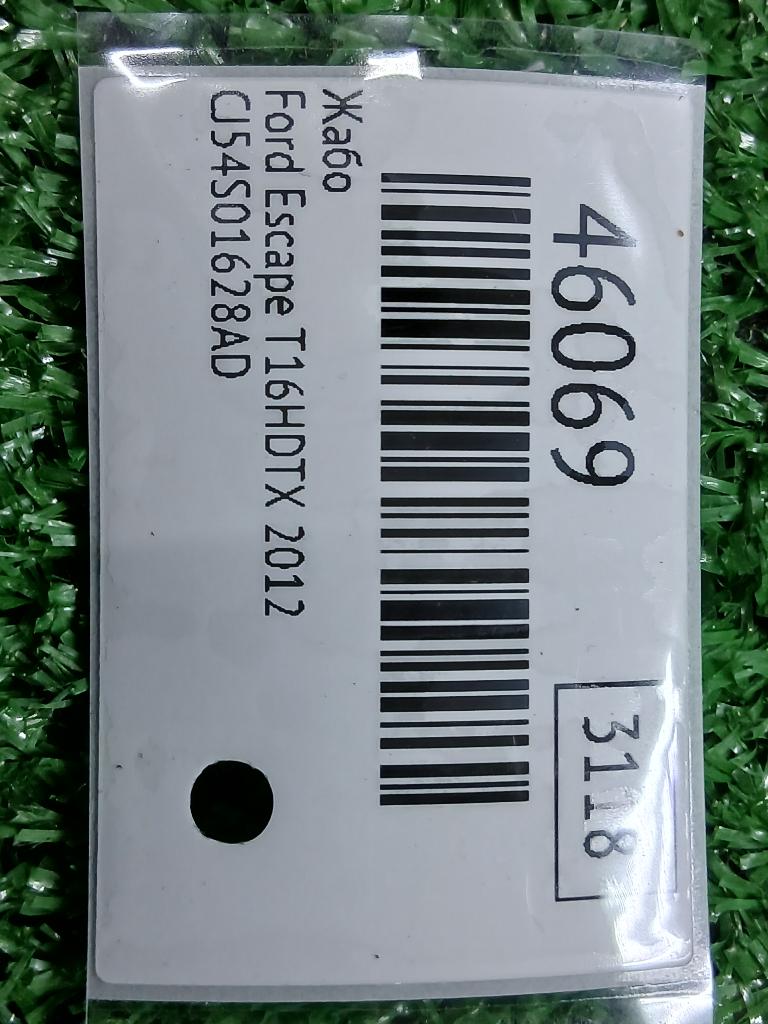 46069
3118
Жабо
Ford Escape T16HDTX 2012
CJ54S01628AD